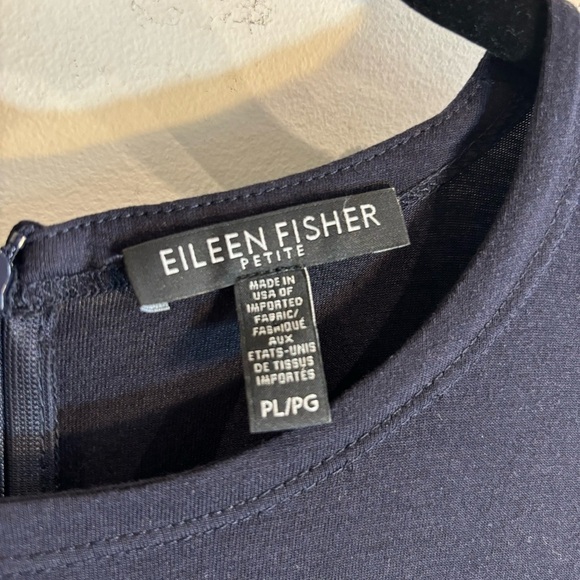 EILEEN FISHER
PETITE
MADE IN
USA OF
IMPORTED
FABRIC/
FABRIQUÉ
AUX
ETATS-UNIS
DE TISSUS
IMPORTÉS
PL/PG